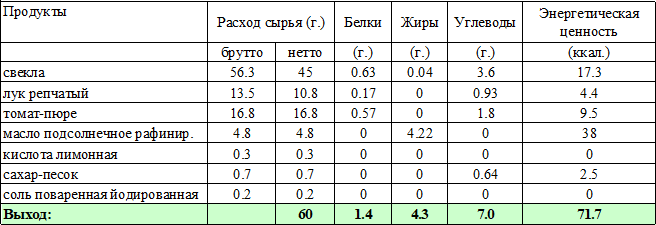 Продукты Расход сырья (г.) Белки Жиры Углеводы Энергетическая ценность
брутто нетто (г.) (г.) (г.) (ккал.)
свекла 56.3 45 0.63 0.04 3.6 17.3
лук репчатый 13.5 10.8 0.17 0 0.93 4.4
томат-пюре 16.8 16.8 0.57 0 1.8 9.5
масло подсолнечное рафинир. 4.8 4.8 0 4.22 0 38
кислота лимонная 0.3 0.3 0 0 0 0
сахар-песок 0.7 0.7 0 0 0.64 2.5
соль поваренная йодированная 0.2 0.2 0 0 0 0
Выход: 60 1.4 4.3 7.0 71.7